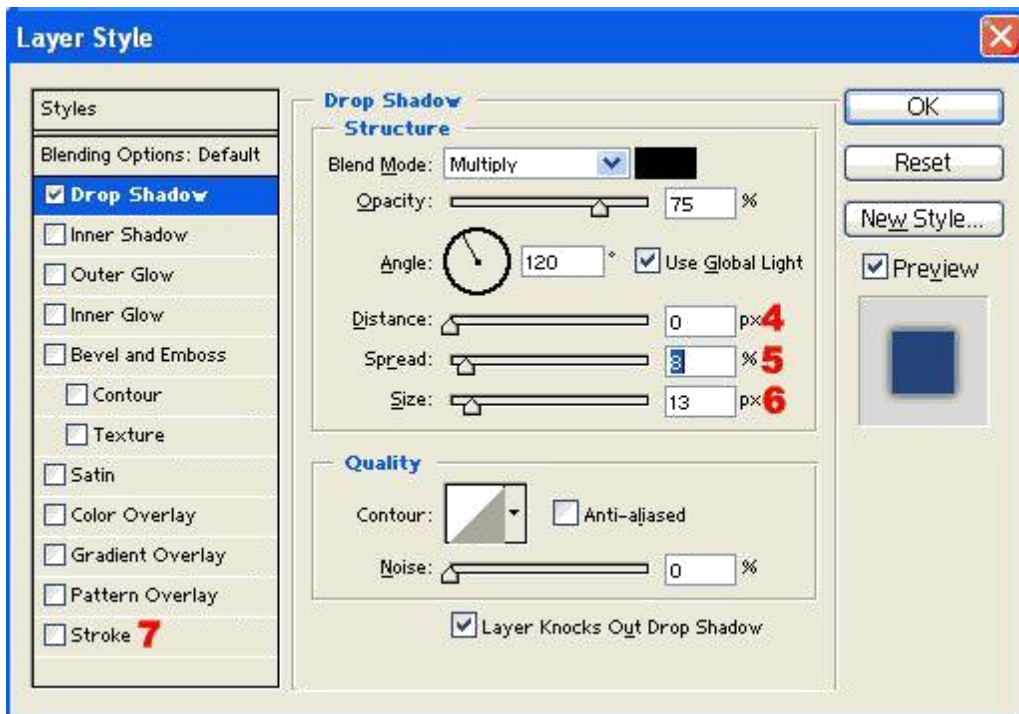 Layer Style
Styles
Blending Options: Default
Drop Shadow
Inner Shadow
Outer Glow
Inner Glow
Bevel and Emboss
Contour
Texture
Satin
Color Overlay
Gradient Overlay
Pattern Overlay
Stroke 7
Drop Shadow
Structure
Blend Mode: Multiply
Opacity: 75 %
Angle: 120 ° Use Global Light
Distance: 0 px 4
Spread: 8 % 5
Size: 13 px 6
Quality
Contour: Anti-aliased
Noise: 0 %
Layer Knocks Out Drop Shadow
OK
Reset
New Style...
Preview